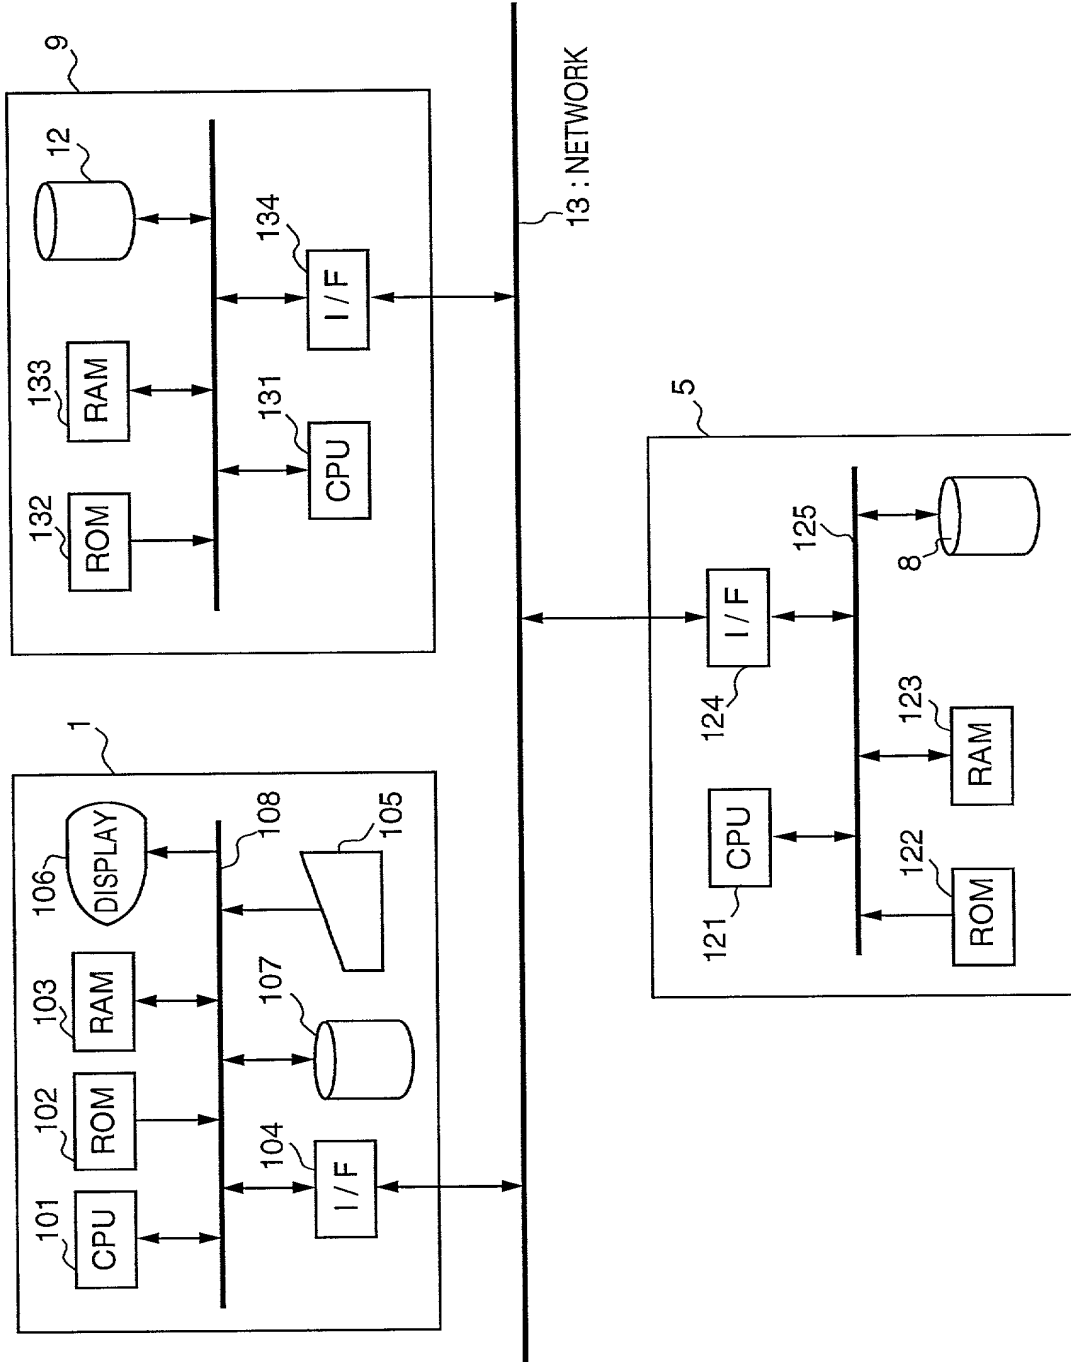 1
101
CPU
102
ROM
103
RAM
106
DISPLAY
108
104
I / F
107
105
9
132
ROM
133
RAM
12
131
CPU
134
I / F
13 : NETWORK
5
121
CPU
124
I / F
125
122
ROM
123
RAM
8